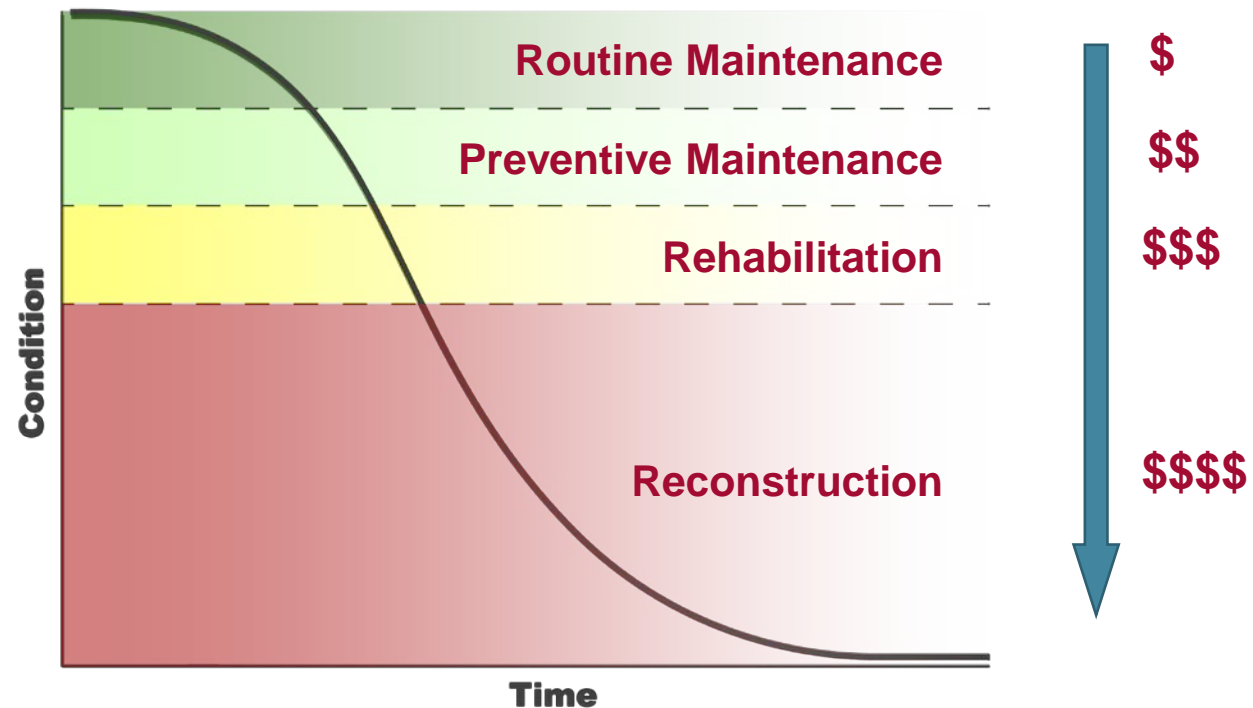 Routine Maintenance $
Preventive Maintenance $$
Rehabilitation $$$
Reconstruction $$$$
Condition
Time